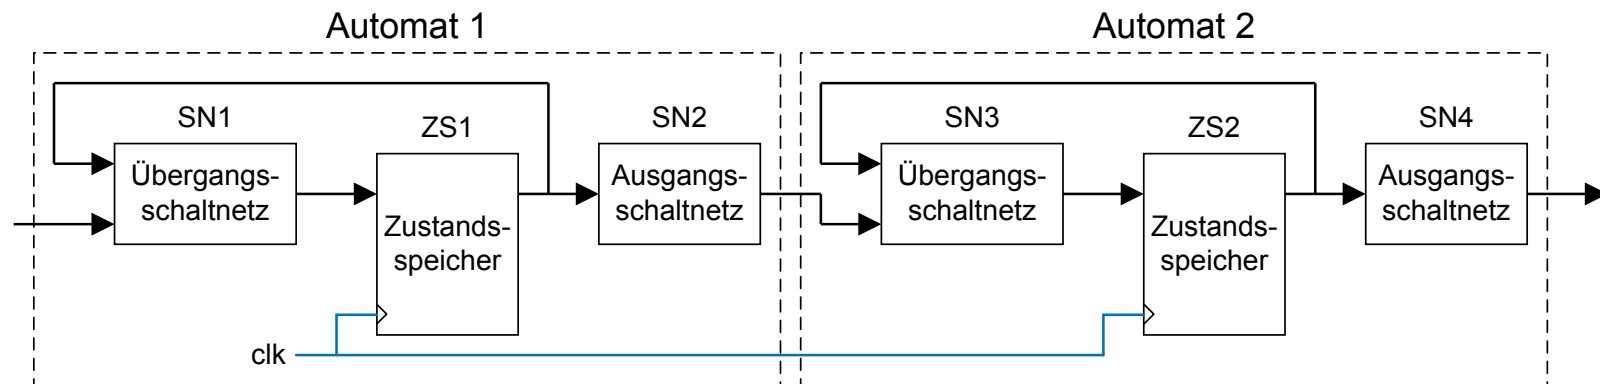 Automat 1
Automat 2
SN1
ZS1
SN2
SN3
ZS2
SN4
Übergangs-
schaltnetz
Zustands-
speicher
Ausgangs-
schaltnetz
Übergangs-
schaltnetz
Zustands-
speicher
Ausgangs-
schaltnetz
clk